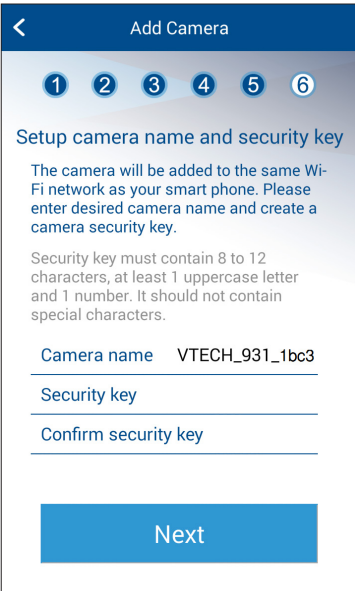 Add Camera
1 2 3 4 5 6
Setup camera name and security key
The camera will be added to the same Wi-
Fi network as your smart phone. Please
enter desired camera name and create a
camera security key.
Security key must contain 8 to 12
characters, at least 1 uppercase letter
and 1 number. It should not contain
special characters.
Camera name VTECH_931_1bc3
Security key
Confirm security key
Next